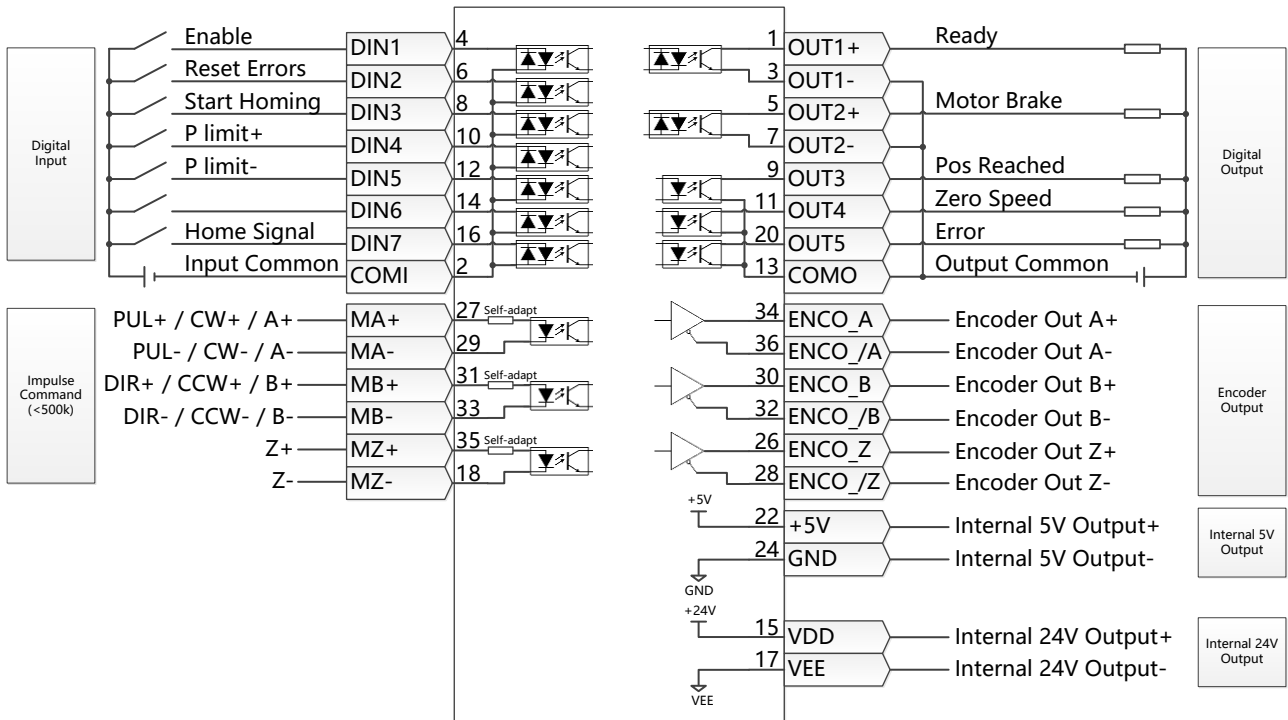 Digital
Input
Enable
DIN1
4
Reset Errors
DIN2
6
Start Homing
DIN3
8
P limit+
DIN4
10
P limit-
DIN5
12
DIN6
14
Home Signal
DIN7
16
Input Common
COMI
2
Impulse
Command
(<500k)
PUL+ / CW+ / A+
MA+
27
Self-adapt
PUL- / CW- / A-
MA-
29
DIR+ / CCW+ / B+
MB+
31
Self-adapt
DIR- / CCW- / B-
MB-
33
Z+
MZ+
35
Self-adapt
Z-
MZ-
18
1
OUT1+
Ready
3
OUT1-
5
OUT2+
Motor Brake
7
OUT2-
9
OUT3
Pos Reached
11
OUT4
Zero Speed
20
OUT5
Error
13
COMO
Output Common
Digital
Output
34
ENCO_A
Encoder Out A+
36
ENCO_/A
Encoder Out A-
30
ENCO_B
Encoder Out B+
32
ENCO_/B
Encoder Out B-
26
ENCO_Z
Encoder Out Z+
28
ENCO_/Z
Encoder Out Z-
Encoder
Output
+5V
22
+5V
Internal 5V Output+
24
GND
Internal 5V Output-
GND
Internal 5V
Output
+24V
15
VDD
Internal 24V Output+
17
VEE
Internal 24V Output-
VEE
Internal 24V
Output